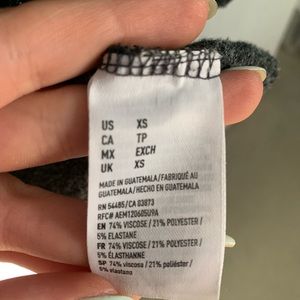 US XS
CA TP
MX EXCH
UK XS
MADE IN GUATEMALA/FABRIQUÉ AU
GUATEMALA/HECHO EN GUATEMALA
RN 54485/CA 03873
RFC# AEM120605U9A
EN 74% VISCOSE / 21% POLYESTER /
5% ELASTANE
FR 74% VISCOSE / 21% POLYESTER /
5% ÉLASTHANNE
SP 74% viscosa / 21% poliéster /
5% elastano